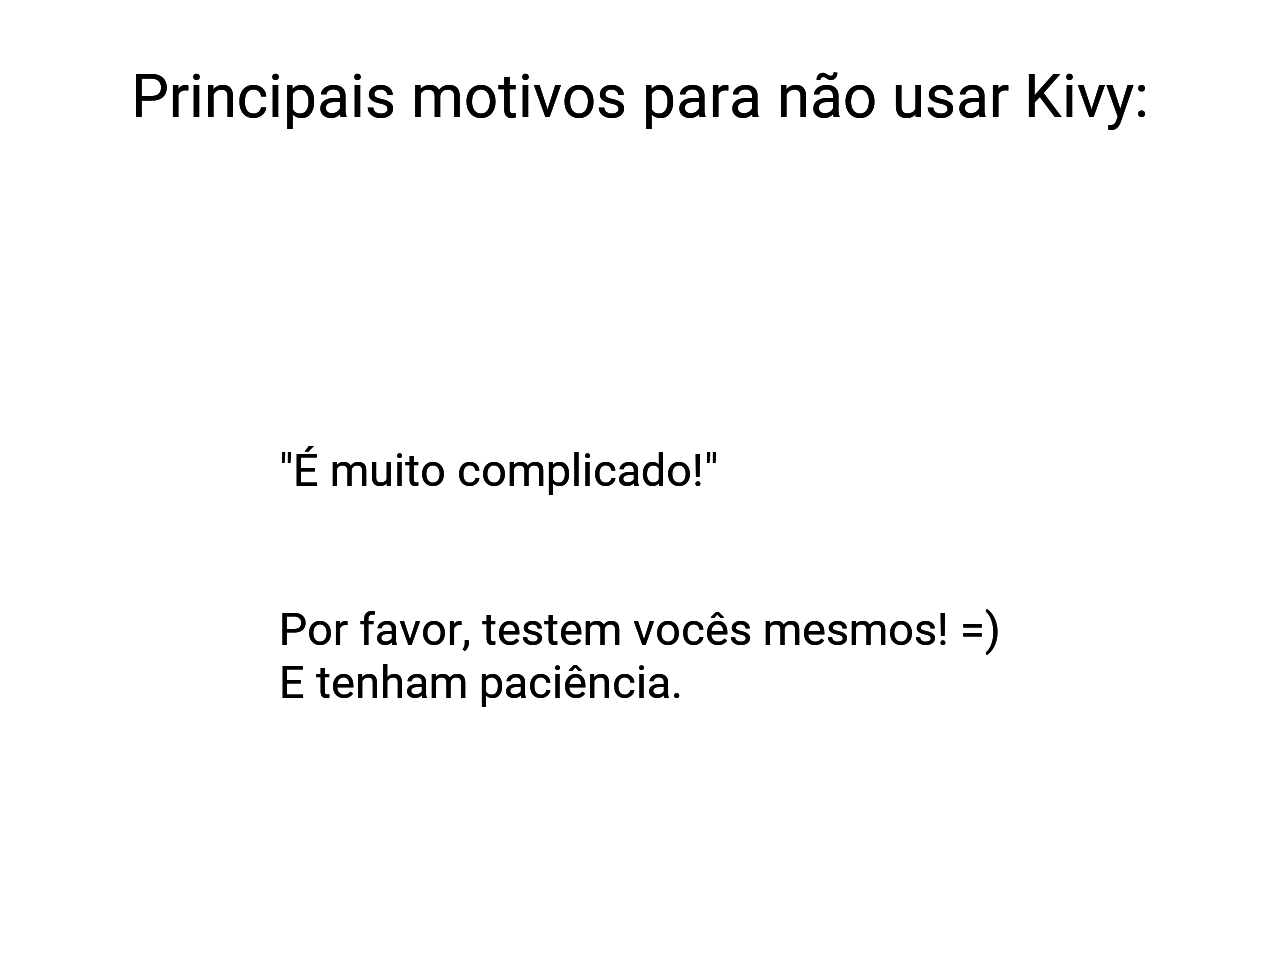 Principais motivos para não usar Kivy:
"É muito complicado!"
Por favor, testem vocês mesmos! =)
E tenham paciência.